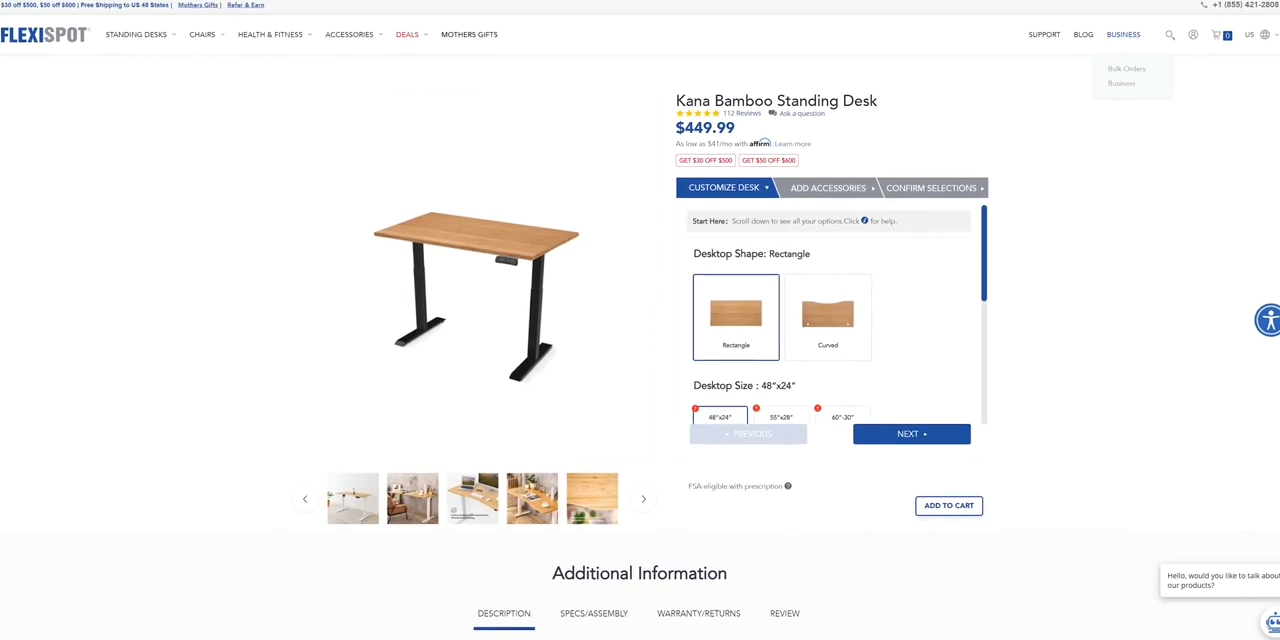 $30 off $500, $50 off $600 | Free Shipping to US 48 States | Mothers Gifts | Refer & Earn
+1 (855) 421-2808
FLEXISPOT STANDING DESKS CHAIRS HEALTH & FITNESS ACCESSORIES DEALS MOTHERS GIFTS SUPPORT BLOG BUSINESS 0 US
Bulk Orders
Business
Kana Bamboo Standing Desk
112 Reviews Ask a question
$449.99
As low as $41/mo with affirm. Learn more
GET $30 OFF $500 GET $50 OFF $600
CUSTOMIZE DESK ADD ACCESSORIES CONFIRM SELECTIONS
Start Here: Scroll down to see all your options.Click for help.
Desktop Shape: Rectangle
Rectangle Curved
Desktop Size : 48"x24"
48"x24" 55"x28" 60"-30"
PREVIOUS NEXT
FSA-eligible with prescription
ADD TO CART
Additional Information
DESCRIPTION SPECS/ASSEMBLY WARRANTY/RETURNS REVIEW
Hello, would you like to talk about
our products?